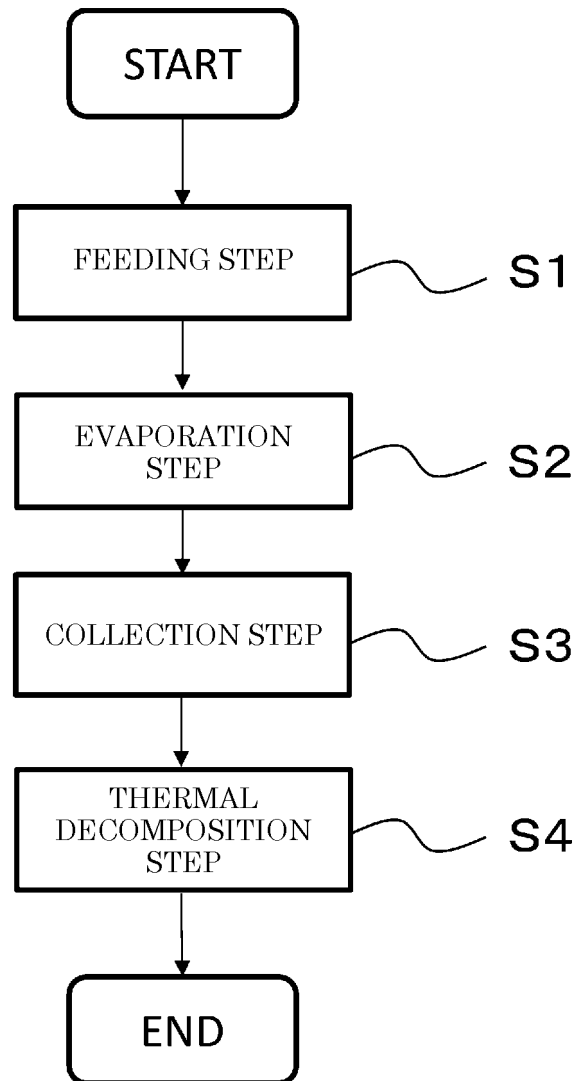 START
FEEDING STEP
S1
EVAPORATION
STEP
S2
COLLECTION STEP
S3
THERMAL
DECOMPOSITION
STEP
S4
END